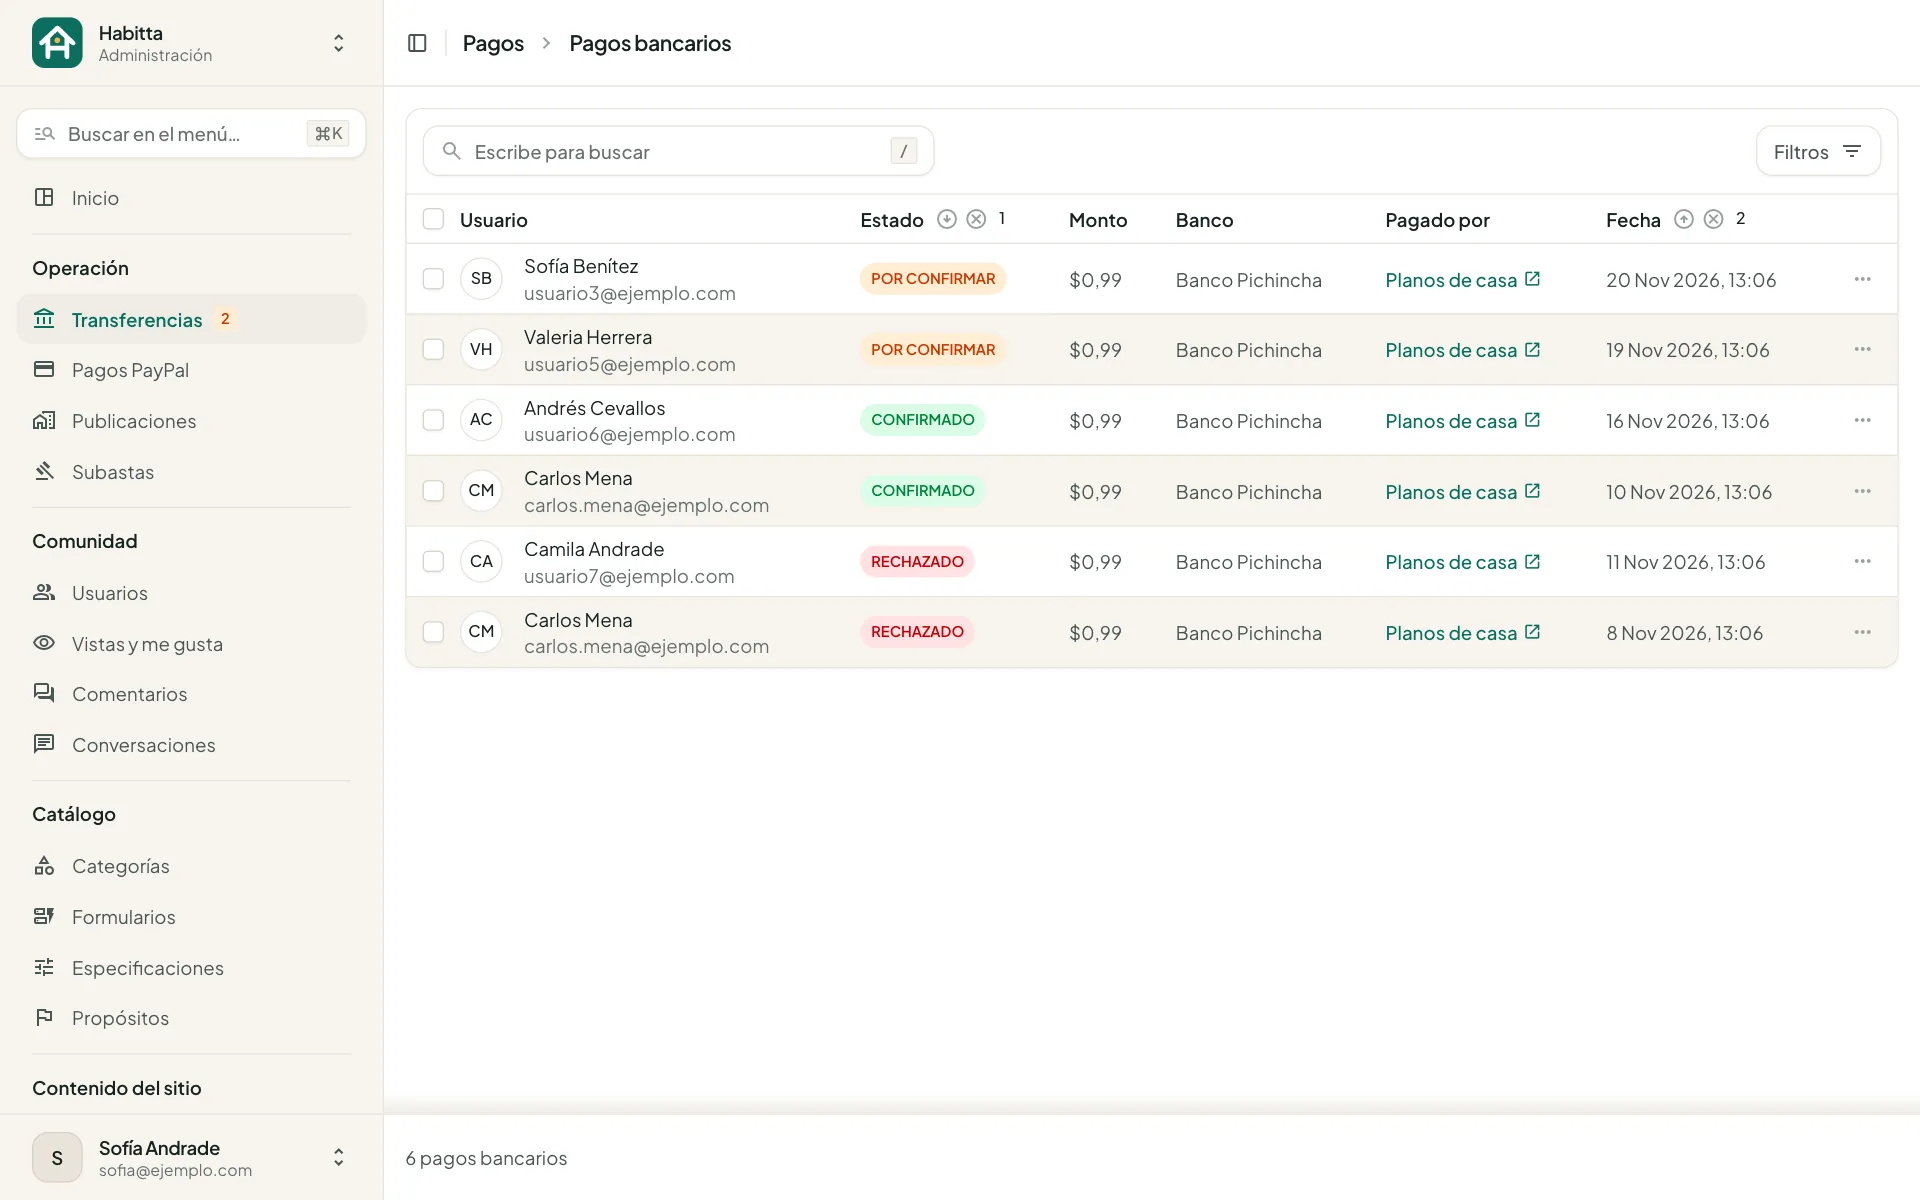 Habitta
Administración
Buscar en el menú...
⌘K
Inicio
Operación
Transferencias 2
Pagos PayPal
Publicaciones
Subastas
Comunidad
Usuarios
Vistas y me gusta
Comentarios
Conversaciones
Catálogo
Categorías
Formularios
Especificaciones
Propósitos
Contenido del sitio
S
Sofía Andrade
sofia@ejemplo.com
Pagos > Pagos bancarios
Escribe para buscar /
Filtros
Usuario Estado 1 Monto Banco Pagado por Fecha 2
SB Sofía Benítez
usuario3@ejemplo.com
POR CONFIRMAR $0,99 Banco Pichincha Planos de casa 20 Nov 2026, 13:06
VH Valeria Herrera
usuario5@ejemplo.com
POR CONFIRMAR $0,99 Banco Pichincha Planos de casa 19 Nov 2026, 13:06
AC Andrés Cevallos
usuario6@ejemplo.com
CONFIRMADO $0,99 Banco Pichincha Planos de casa 16 Nov 2026, 13:06
CM Carlos Mena
carlos.mena@ejemplo.com
CONFIRMADO $0,99 Banco Pichincha Planos de casa 10 Nov 2026, 13:06
CA Camila Andrade
usuario7@ejemplo.com
RECHAZADO $0,99 Banco Pichincha Planos de casa 11 Nov 2026, 13:06
CM Carlos Mena
carlos.mena@ejemplo.com
RECHAZADO $0,99 Banco Pichincha Planos de casa 8 Nov 2026, 13:06
6 pagos bancarios